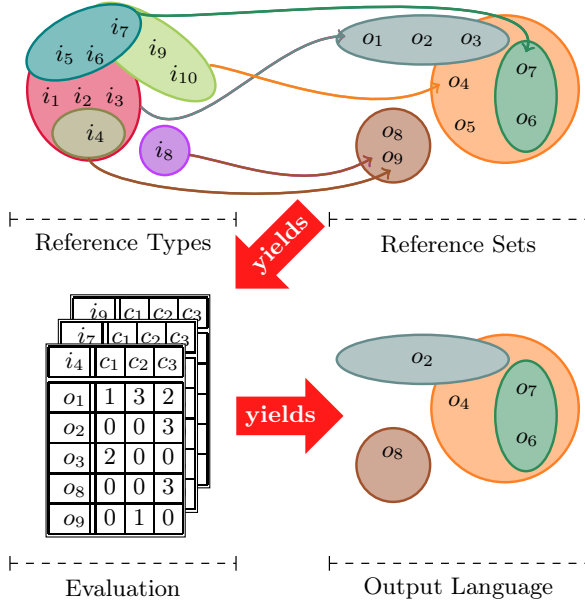 i₇
i₅ i₆
i₉
i₁₀
i₁ i₂ i₃
i₄
i₈
o₁ o₂ o₃
o₄
o₇
o₅
o₆
o₈
o₉
Reference Types
Reference Sets
yields
i₉ c₁ c₂ c₃
i₇ c₁ c₂ c₃
i₄ c₁ c₂ c₃
o₁ 1 3 2
o₂ 0 0 3
o₃ 2 0 0
o₈ 0 0 3
o₉ 0 1 0
yields
o₂
o₄
o₇
o₆
o₈
Evaluation
Output Language